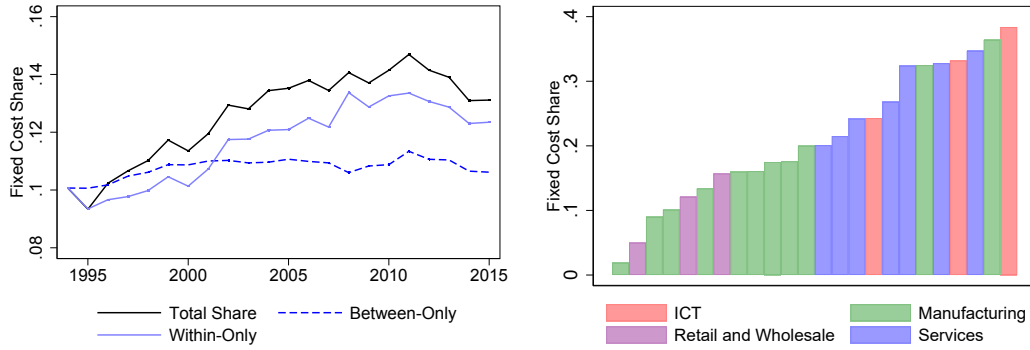 Fixed Cost Share
.16
.14
.12
.1
.08
1995
2000
2005
2010
2015
Total Share
Between-Only
Within-Only
Fixed Cost Share
.4
.3
.2
.1
0
ICT
Manufacturing
Retail and Wholesale
Services